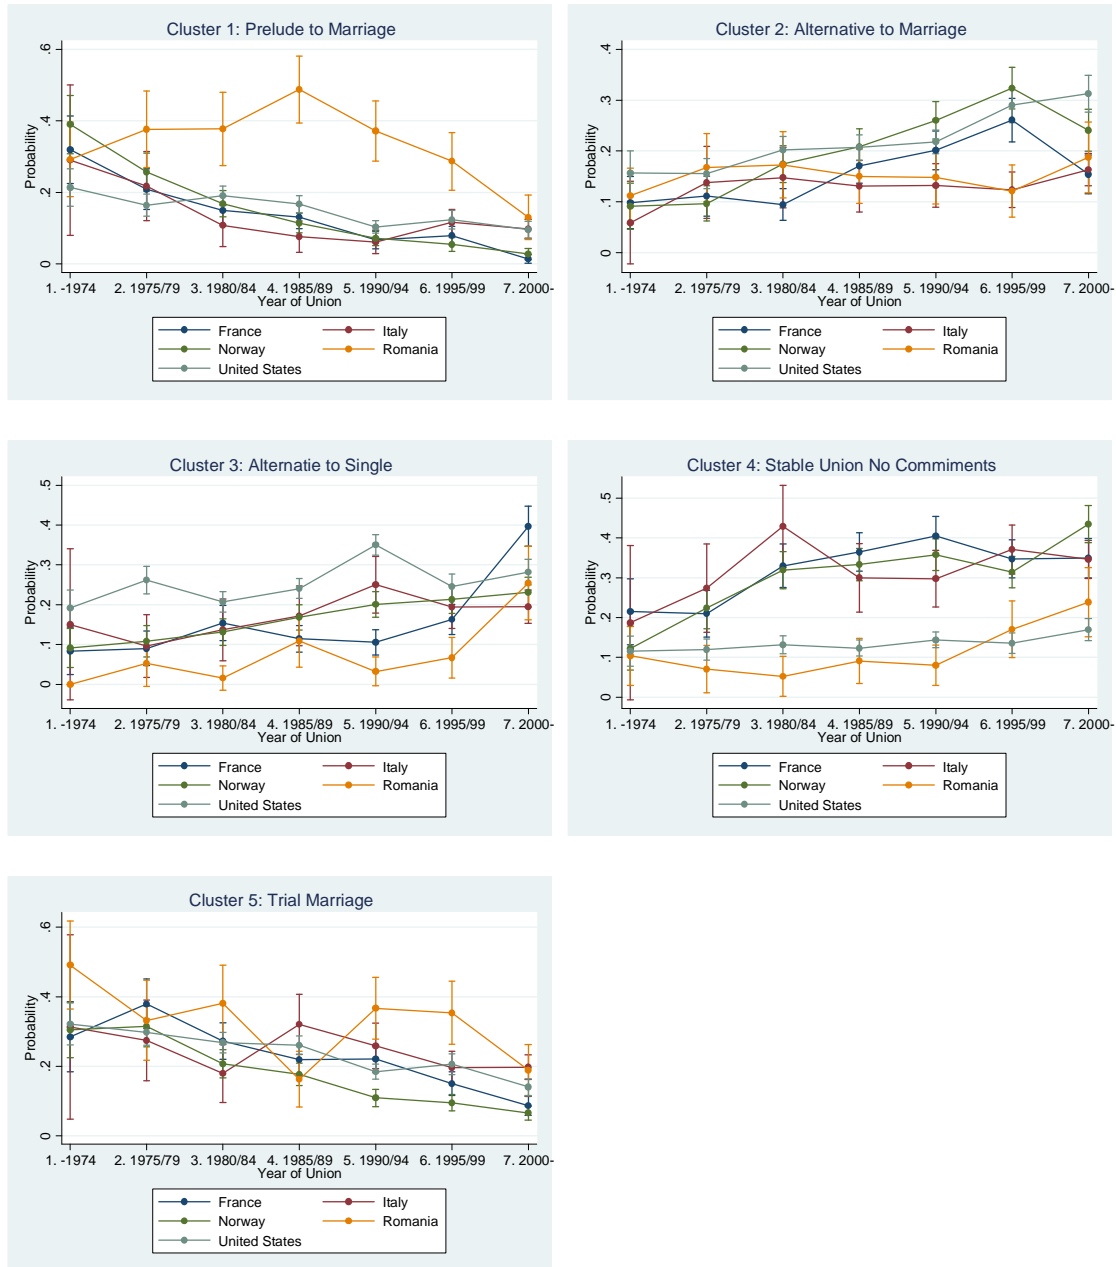 Cluster 1: Prelude to Marriage
Probability
.6
.4
.2
0
1. -1974 2. 1975/79 3. 1980/84 4. 1985/89 5. 1990/94 6. 1995/99 7. 2000-
Year of Union
France Italy
Norway Romania
United States
Cluster 2: Alternative to Marriage
Probability
.4
.3
.2
.1
0
1. -1974 2. 1975/79 3. 1980/84 4. 1985/89 5. 1990/94 6. 1995/99 7. 2000-
Year of Union
France Italy
Norway Romania
United States
Cluster 3: Alternatie to Single
Probability
.5
.4
.3
.2
.1
0
1. -1974 2. 1975/79 3. 1980/84 4. 1985/89 5. 1990/94 6. 1995/99 7. 2000-
Year of Union
France Italy
Norway Romania
United States
Cluster 4: Stable Union No Commiments
Probability
.5
.4
.3
.2
.1
0
1. -1974 2. 1975/79 3. 1980/84 4. 1985/89 5. 1990/94 6. 1995/99 7. 2000-
Year of Union
France Italy
Norway Romania
United States
Cluster 5: Trial Marriage
Probability
.6
.4
.2
0
1. -1974 2. 1975/79 3. 1980/84 4. 1985/89 5. 1990/94 6. 1995/99 7. 2000-
Year of Union
France Italy
Norway Romania
United States